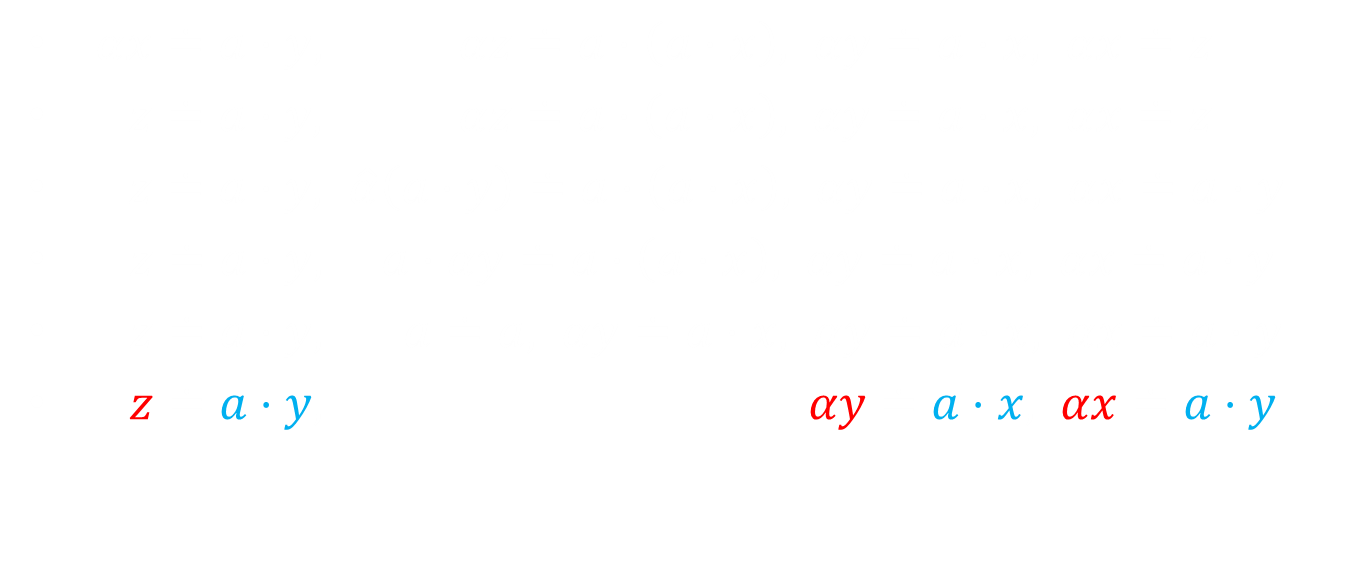 z a · y αy a · x αx a · y